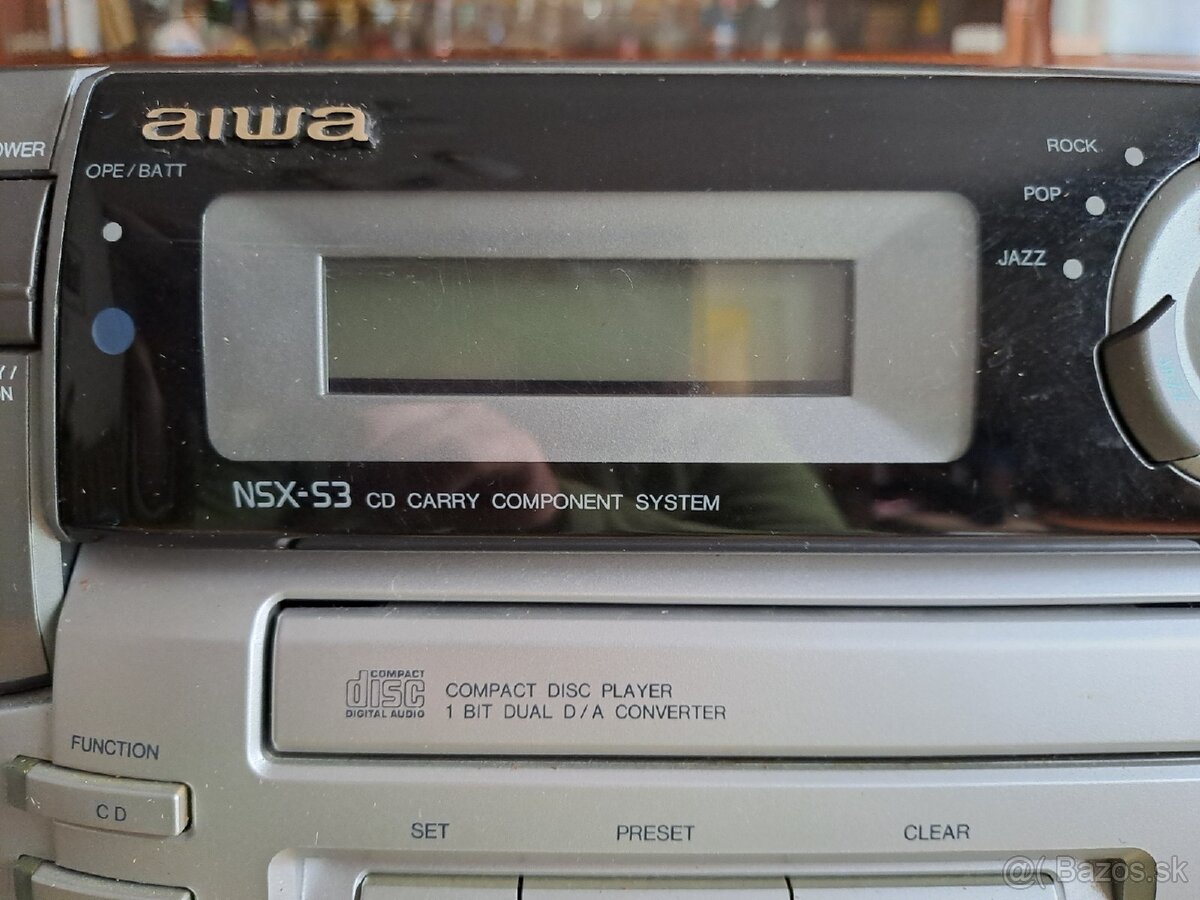 aiwa
OWER
OPE/BATT
ROCK
POP
JAZZ
Y/
N
NSX-S3 CD CARRY COMPONENT SYSTEM
COMPACT
disc
DIGITAL AUDIO
COMPACT DISC PLAYER
1 BIT DUAL D/A CONVERTER
FUNCTION
CD
SET PRESET CLEAR
@( Bazos.sk